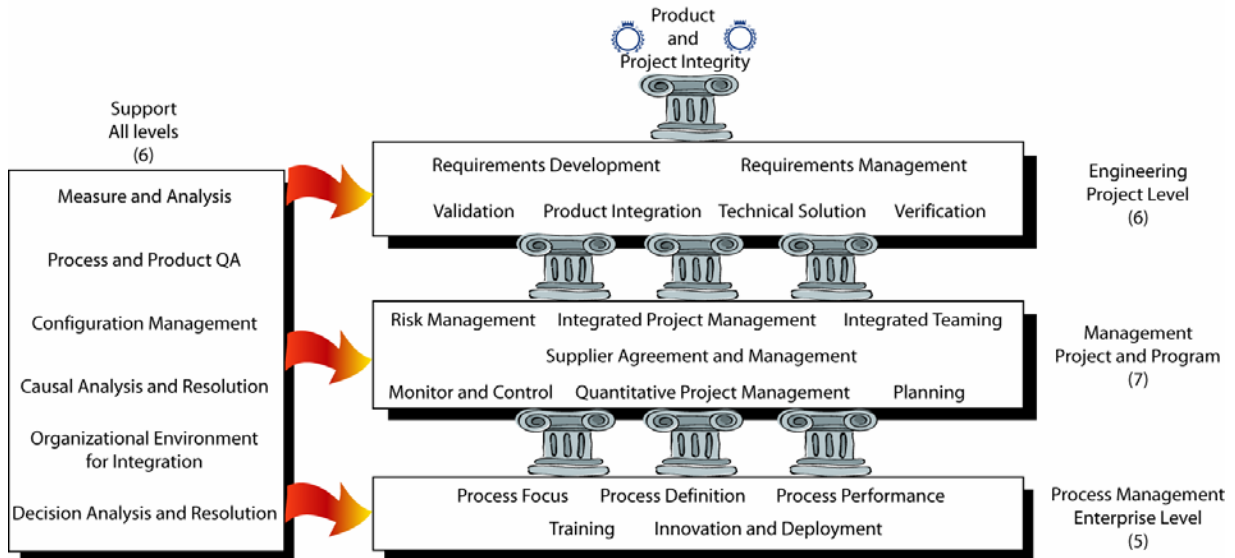 Product
and
Project Integrity
Support
All levels
(6)
Measure and Analysis
Process and Product QA
Configuration Management
Causal Analysis and Resolution
Organizational Environment
for Integration
Decision Analysis and Resolution
Requirements Development Requirements Management
Validation Product Integration Technical Solution Verification
Engineering
Project Level
(6)
Risk Management Integrated Project Management Integrated Teaming
Supplier Agreement and Management
Monitor and Control Quantitative Project Management Planning
Management
Project and Program
(7)
Process Focus Process Definition Process Performance
Training Innovation and Deployment
Process Management
Enterprise Level
(5)